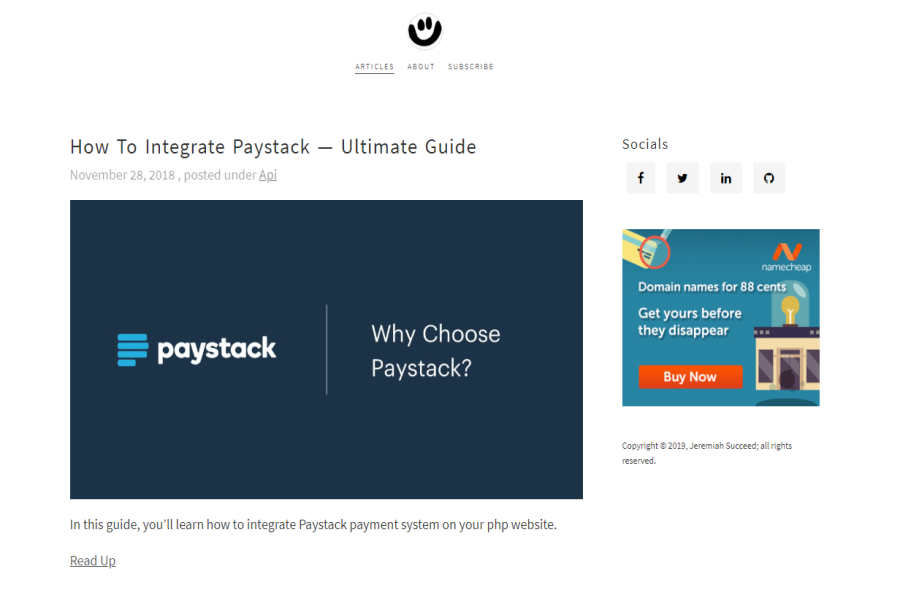 ARTICLES ABOUT SUBSCRIBE
How To Integrate Paystack — Ultimate Guide
November 28, 2018 , posted under Api
paystack
Why Choose
Paystack?
In this guide, you'll learn how to integrate Paystack payment system on your php website.
Read Up
Socials
namecheap
Domain names for 88 cents
Get yours before
they disappear
Buy Now
Copyright © 2019, Jeremiah Succeed; all rights
reserved.